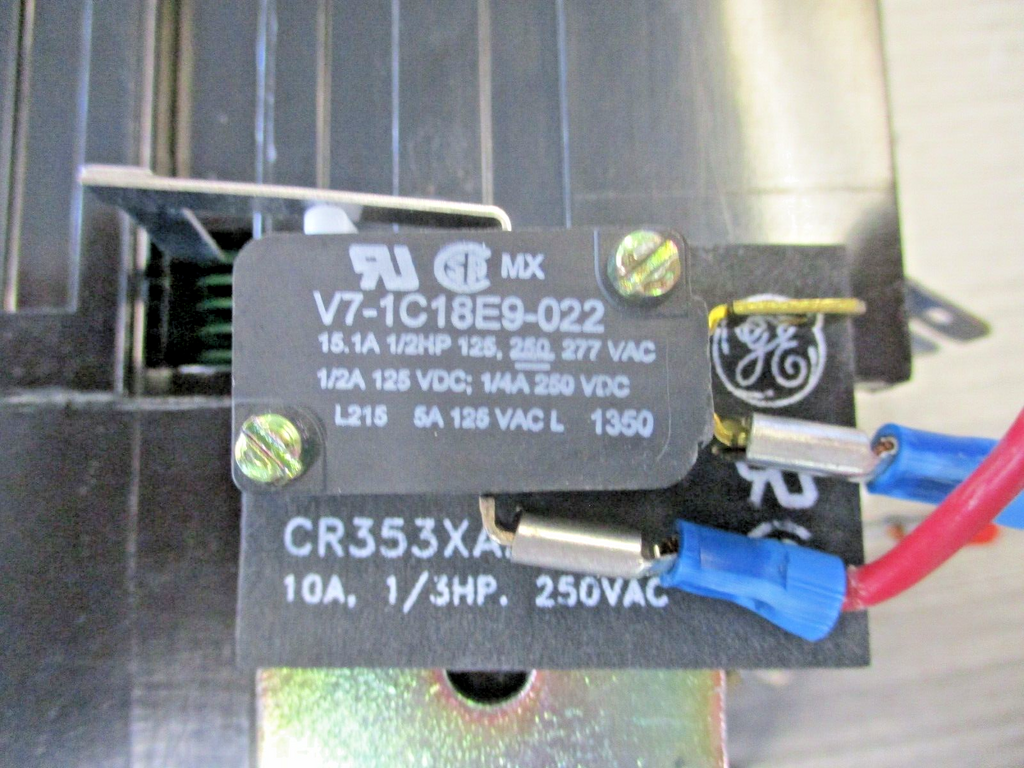 MX
V7-1C18E9-022
15.1A 1/2HP 125, 250, 277 VAC
1/2A 125 VDC; 1/4A 250 VDC
L215 5A 125 VAC L 1350
GE
CR353XA
10A, 1/3HP. 250VAC